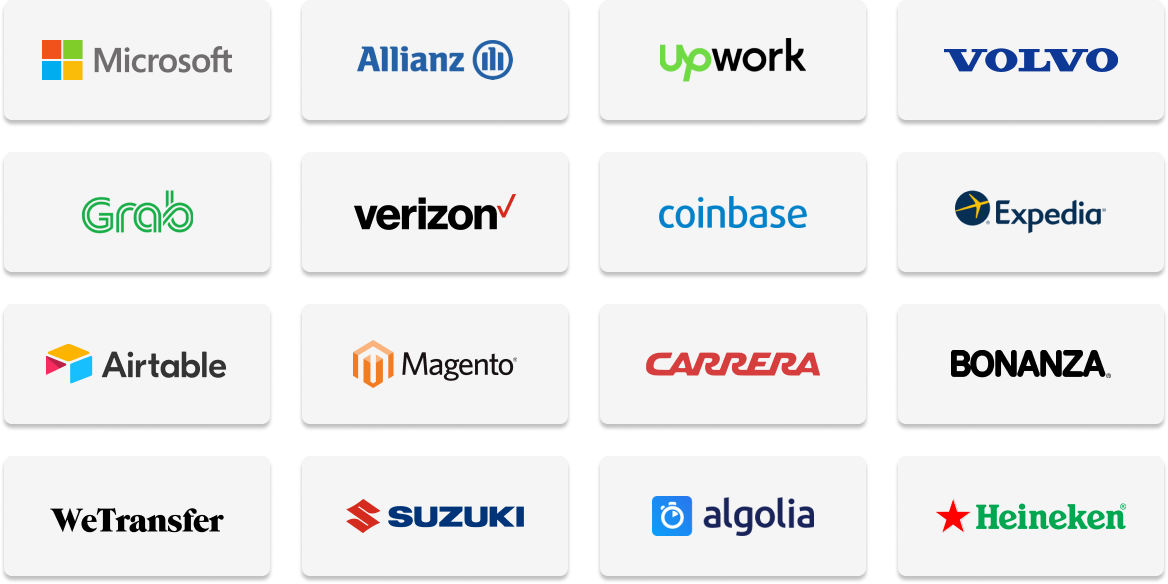 Microsoft
Allianz
upwork
VOLVO
Grab
verizon
coinbase
Expedia®
Airtable
Magento®
CARRERA
BONANZA®
WeTransfer
SUZUKI
algolia
Heineken®